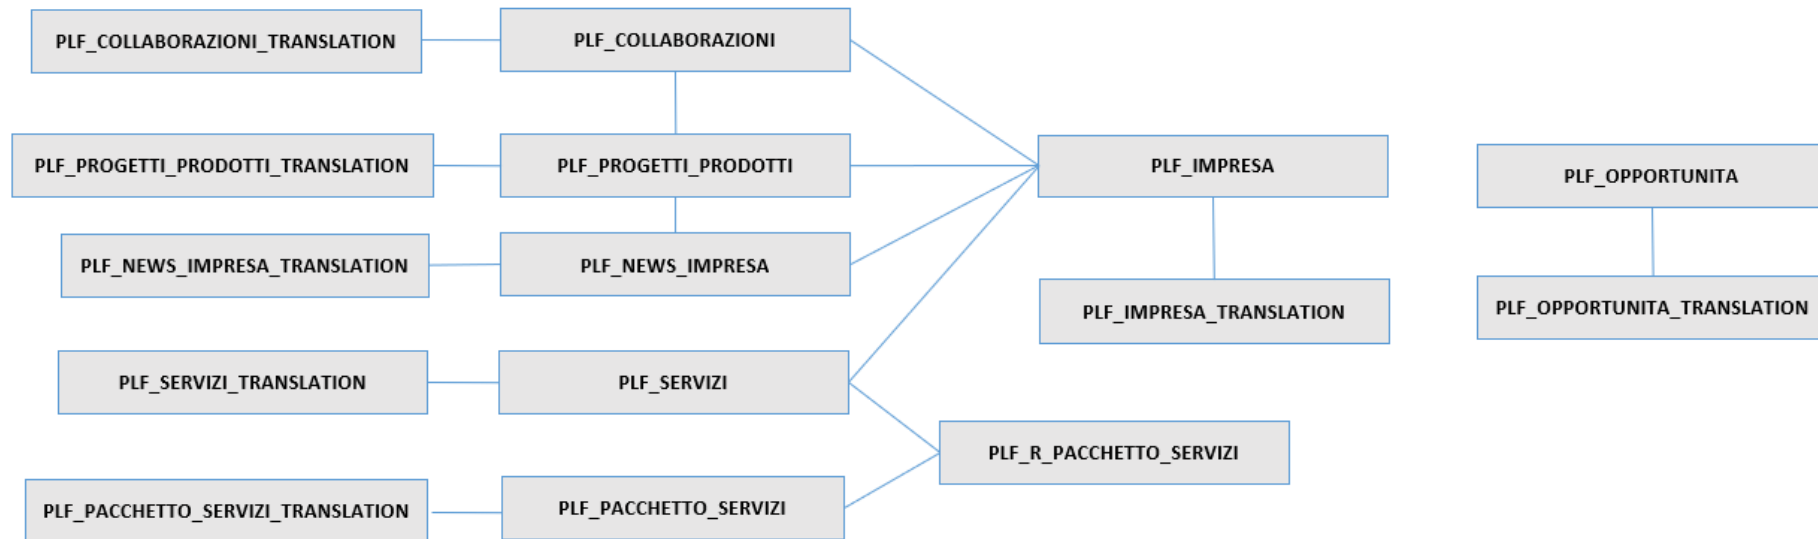 PLF_COLLABORAZIONI_TRANSLATION
PLF_COLLABORAZIONI
PLF_PROGETTI_PRODOTTI_TRANSLATION
PLF_PROGETTI_PRODOTTI
PLF_IMPRESA
PLF_OPPORTUNITA
PLF_NEWS_IMPRESA_TRANSLATION
PLF_NEWS_IMPRESA
PLF_IMPRESA_TRANSLATION
PLF_OPPORTUNITA_TRANSLATION
PLF_SERVIZI_TRANSLATION
PLF_SERVIZI
PLF_R_PACCHETTO_SERVIZI
PLF_PACCHETTO_SERVIZI_TRANSLATION
PLF_PACCHETTO_SERVIZI